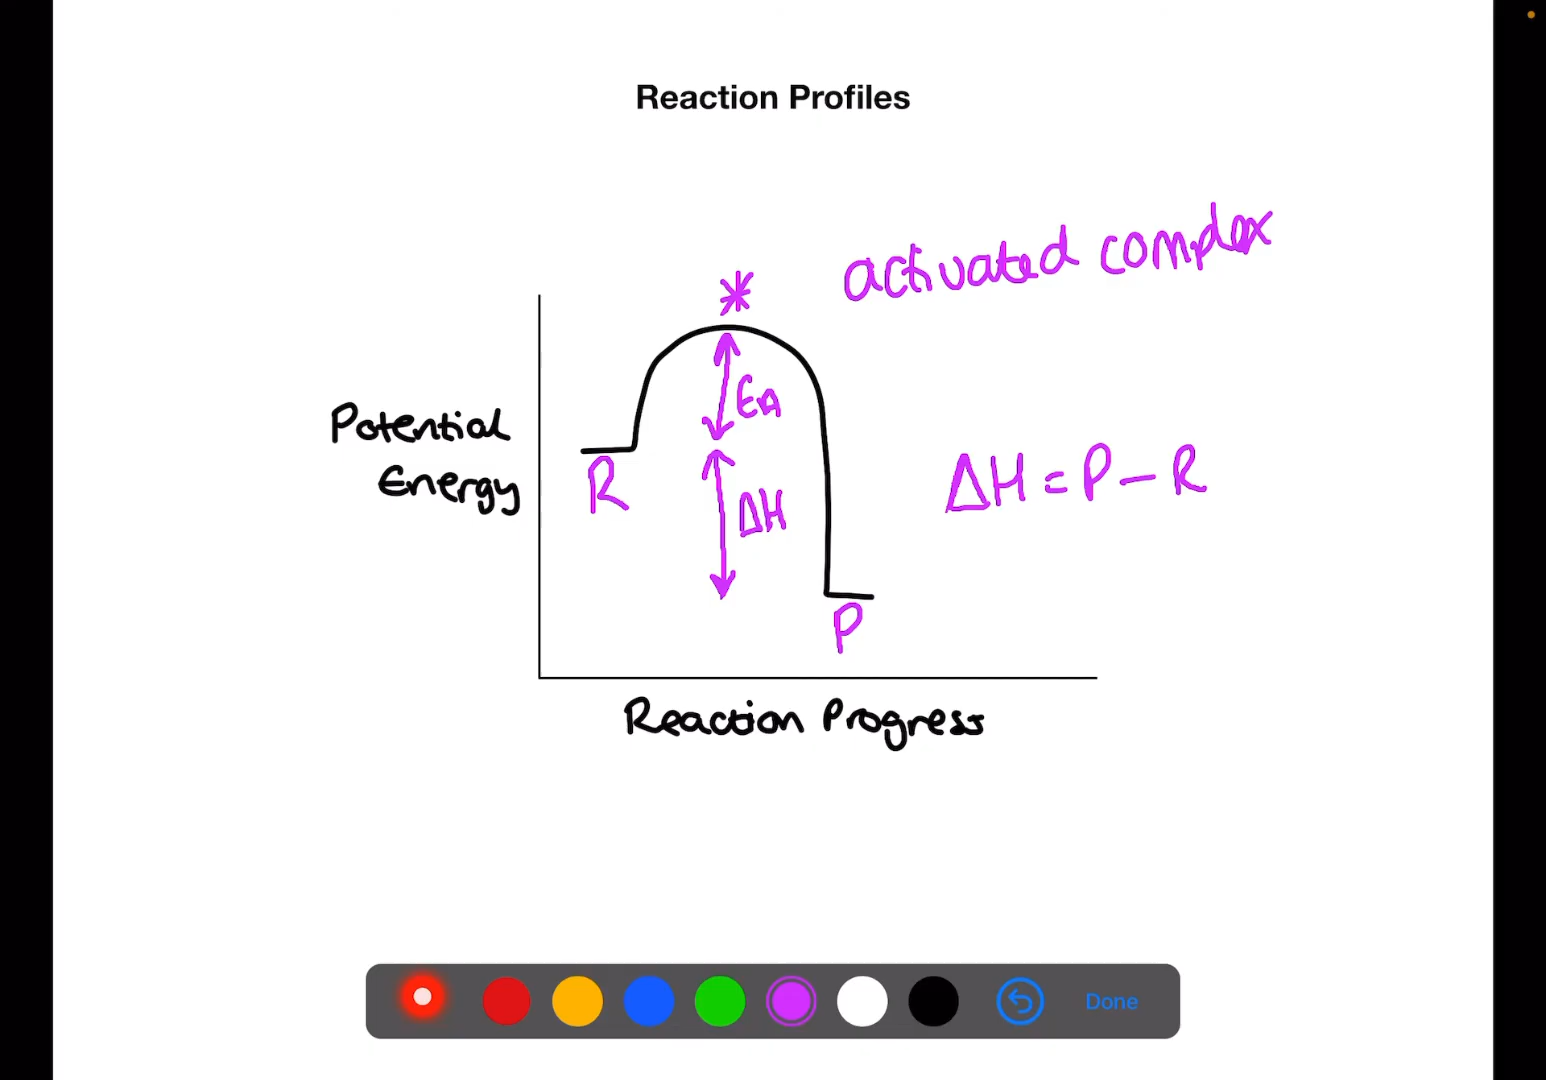 Reaction Profiles
activated complex
*
EA
Potential
Energy
R
ΔH
ΔH = P - R
P
Reaction Progress
Done